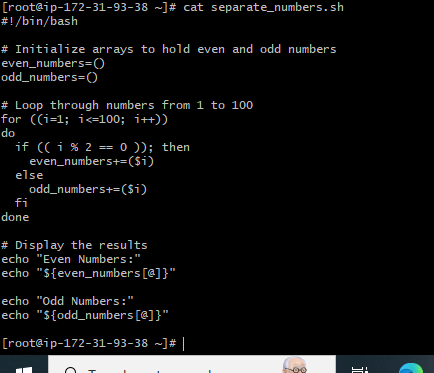 [root@ip-172-31-93-38 ~]# cat separate_numbers.sh
#!/bin/bash

# Initialize arrays to hold even and odd numbers
even_numbers=()
odd_numbers=()

# Loop through numbers from 1 to 100
for ((i=1; i<=100; i++))
do
  if (( i % 2 == 0 )); then
    even_numbers+=($i)
  else
    odd_numbers+=($i)
  fi
done

# Display the results
echo "Even Numbers:"
echo "${even_numbers[@]}"

echo "Odd Numbers:"
echo "${odd_numbers[@]}"

[root@ip-172-31-93-38 ~]#